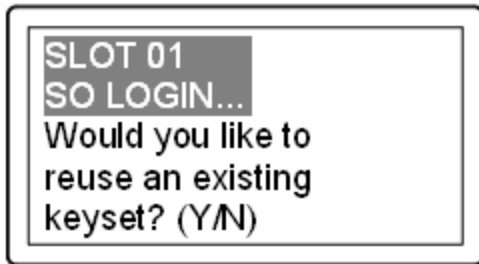 SLOT 01
SO LOGIN...
Would you like to
reuse an existing
keyset? (Y/N)